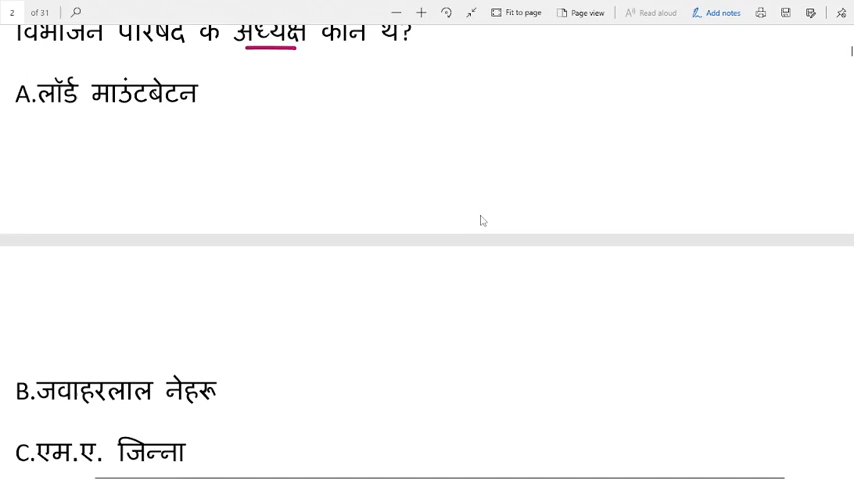 2 of 31 Fit to page Page view Read aloud Add notes
विभाजन परिषद के अध्यक्ष कौन थे?
A.लॉर्ड माउंटबेटन
B.जवाहरलाल नेहरू
C.एम.ए. जिन्ना